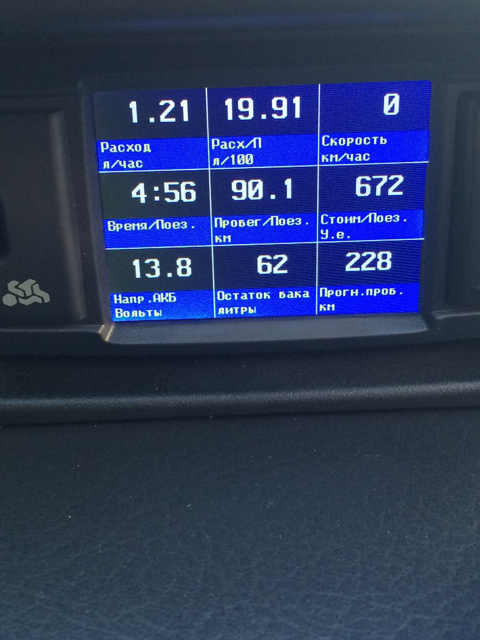 1.21 19.91 0
Расход Расх/П Скорость
л/час л/100 км/час
4:56 90.1 672
Время/Поез. Пробег/Поез. Стоим/Поез.
км У.е.
13.8 62 228
Напр.АКБ Остаток бака Прогн.проб.
Вольты литры км